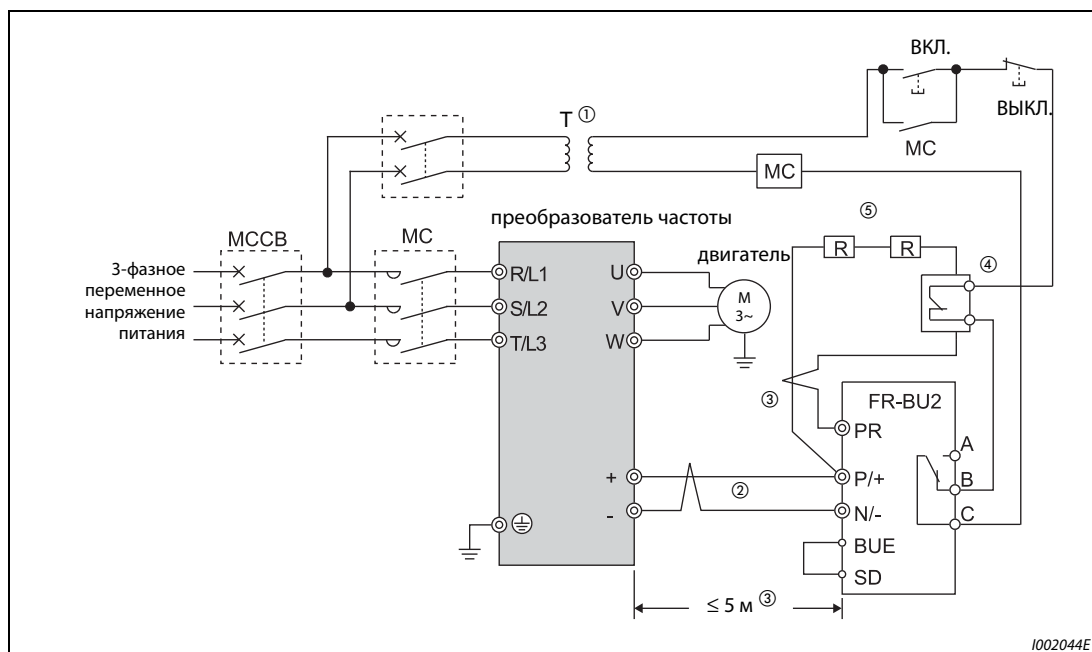 ВКЛ.
ВЫКЛ.
MC
T ①
MC
преобразователь частоты
⑤
MCCB
MC
R
R
двигатель
④
3-фазное
переменное
напряжение
питания
R/L1
S/L2
T/L3
U
V
W
M
3~
③
FR-BU2
PR
A
+
②
P/+
B
-
N/-
C
BUE
SD
≤ 5 м ③
I002044E